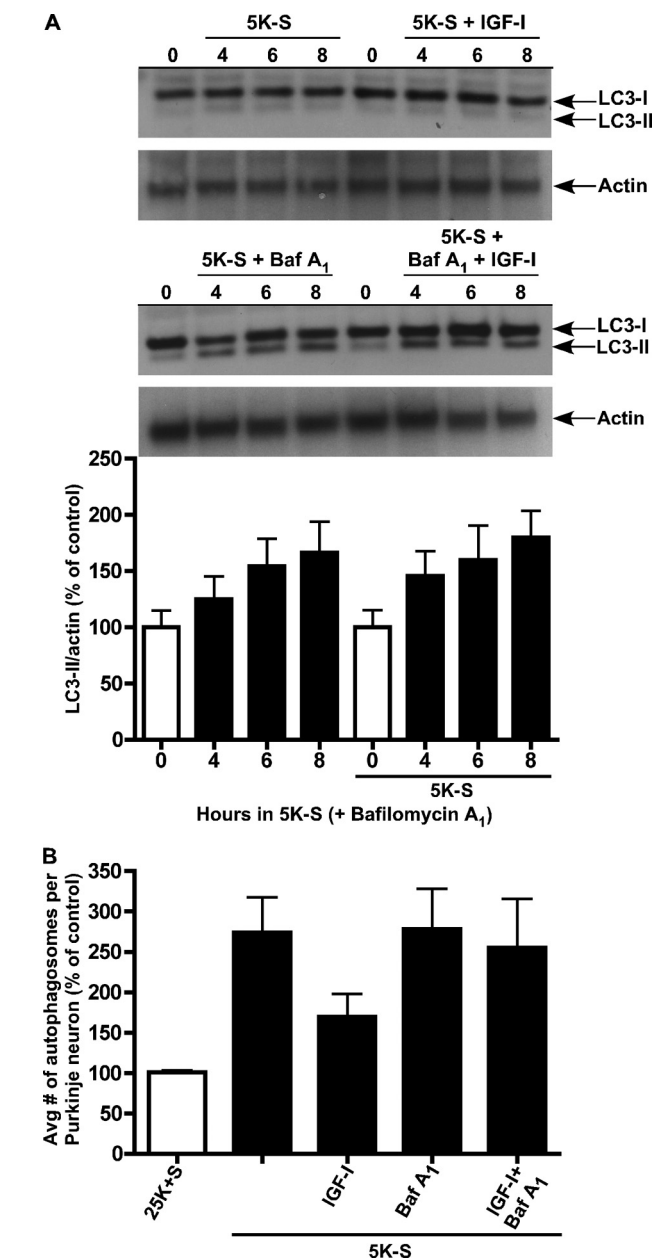 A
5K-S 5K-S + IGF-I
0 4 6 8 0 4 6 8
LC3-I
LC3-II
Actin
5K-S +
5K-S + Baf A1 Baf A1 + IGF-I
0 4 6 8 0 4 6 8
LC3-I
LC3-II
Actin
LC3-II/actin (% of control)
250
200
150
100
50
0
0 4 6 8 0 4 6 8
5K-S
Hours in 5K-S (+ Bafilomycin A1)
B
Avg # of autophagosomes per
Purkinje neuron (% of control)
350
300
250
200
150
100
50
0
25K+S - IGF-I Baf A1 IGF-I+
Baf A1
5K-S